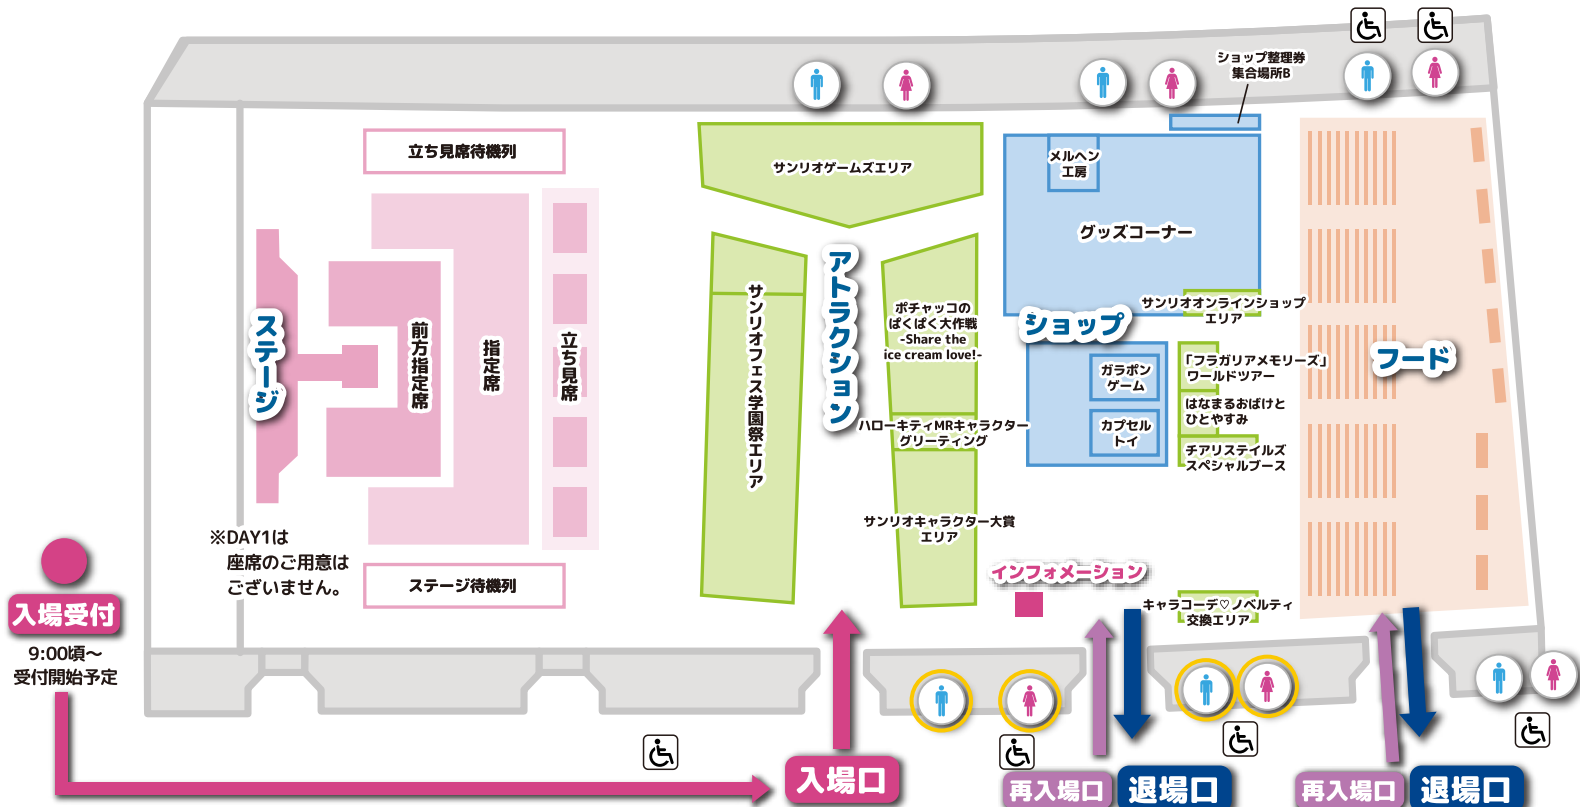 ショップ整理券
集合場所B
立ち見席待機列
サンリオゲームズエリア
メルヘン
工房
グッズコーナー
ステージ
前方指定席
指定席
立ち見席
サンリオフェス学園祭エリア
アトラクション
ポチャッコの
ぱくぱく大作戦
-Share the
ice cream love!-
ハローキティMRキャラクター
グリーティング
サンリオキャラクター大賞
エリア
サンリオオンラインショップ
エリア
ショップ
ガラポン
ゲーム
カプセル
トイ
「フラガリアメモリーズ」
ワールドツアー
はなまるおばけと
ひとやすみ
チアリステイルズ
スペシャルブース
フード
※DAY1は
座席のご用意は
ございません。
ステージ待機列
インフォメーション
キャラコーデ♡ノベルティ
交換エリア
入場受付
9:00頃～
受付開始予定
入場口
再入場口
退場口
再入場口
退場口